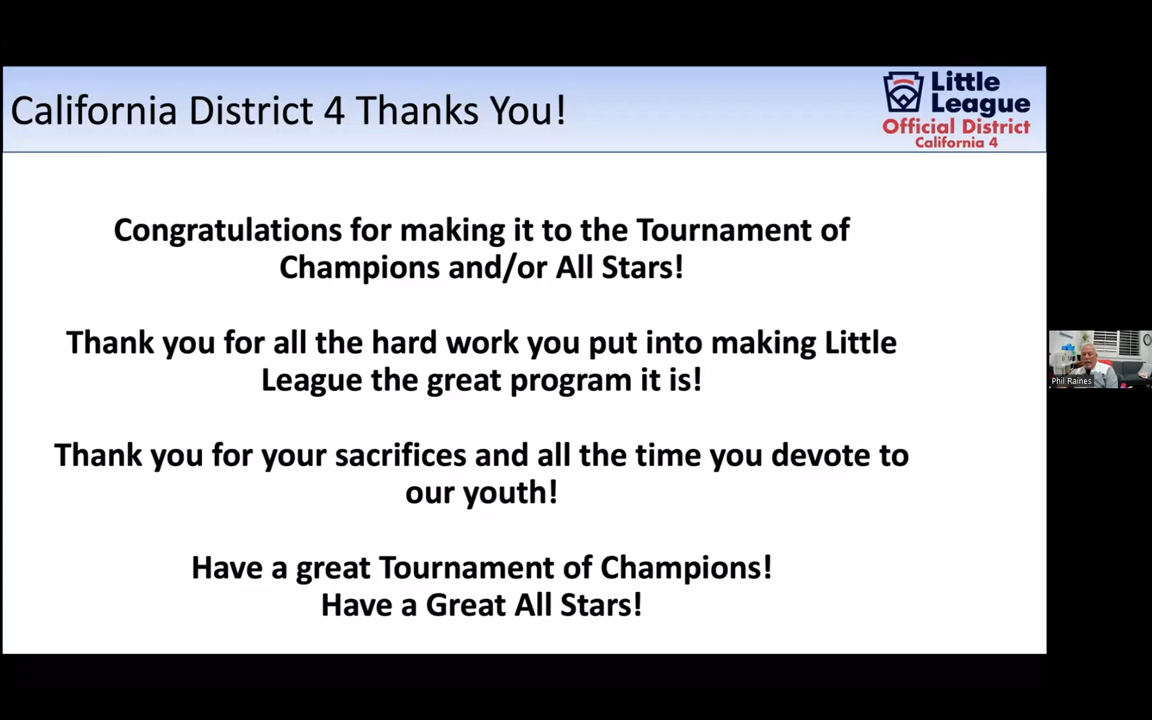 California District 4 Thanks You!
Little
League
Official District
California 4
Congratulations for making it to the Tournament of
Champions and/or All Stars!
Thank you for all the hard work you put into making Little
League the great program it is!
Thank you for your sacrifices and all the time you devote to
our youth!
Have a great Tournament of Champions!
Have a Great All Stars!
Phil Raines